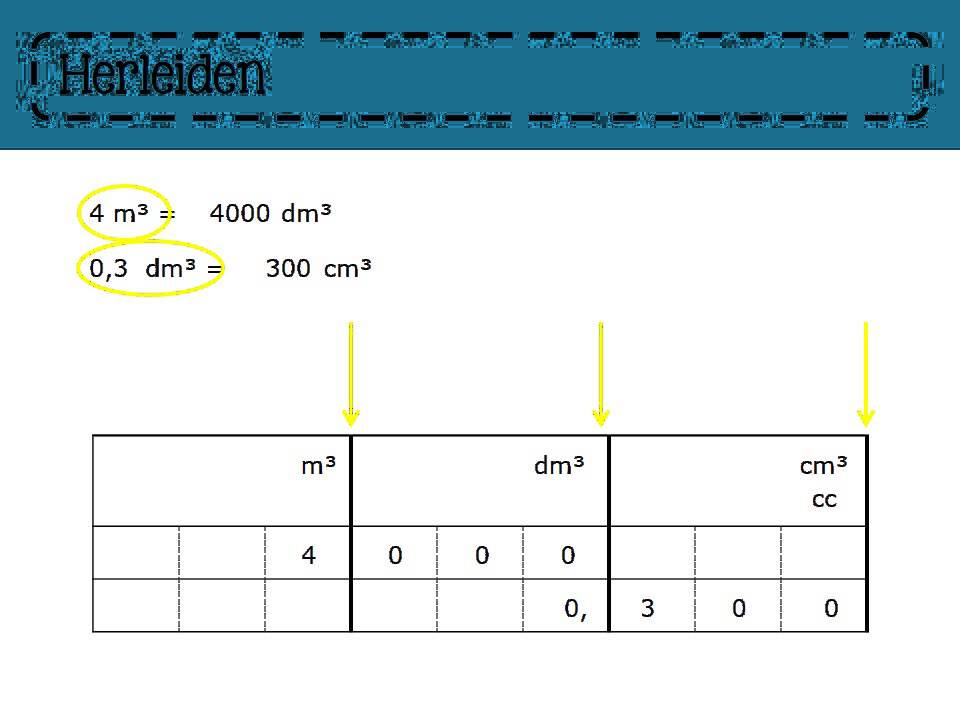 Herleiden
4 m³ = 4000 dm³
0,3 dm³ = 300 cm³
m³ dm³ cm³
cc
4 0 0 0
0, 3 0 0